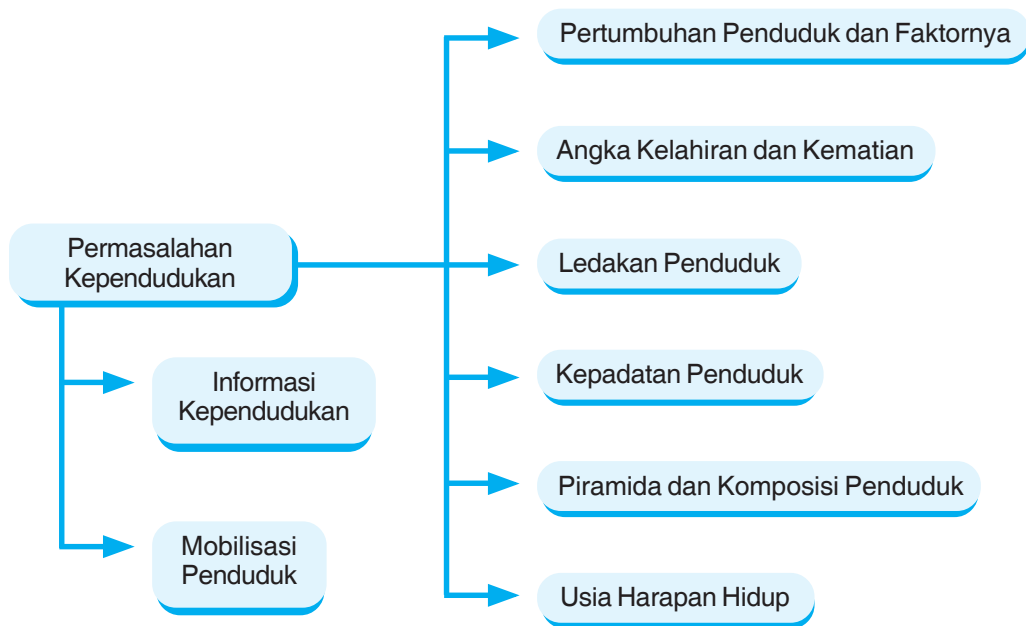 Permasalahan
Kependudukan
Informasi
Kependudukan
Mobilisasi
Penduduk
Pertumbuhan Penduduk dan Faktornya
Angka Kelahiran dan Kematian
Ledakan Penduduk
Kepadatan Penduduk
Piramida dan Komposisi Penduduk
Usia Harapan Hidup